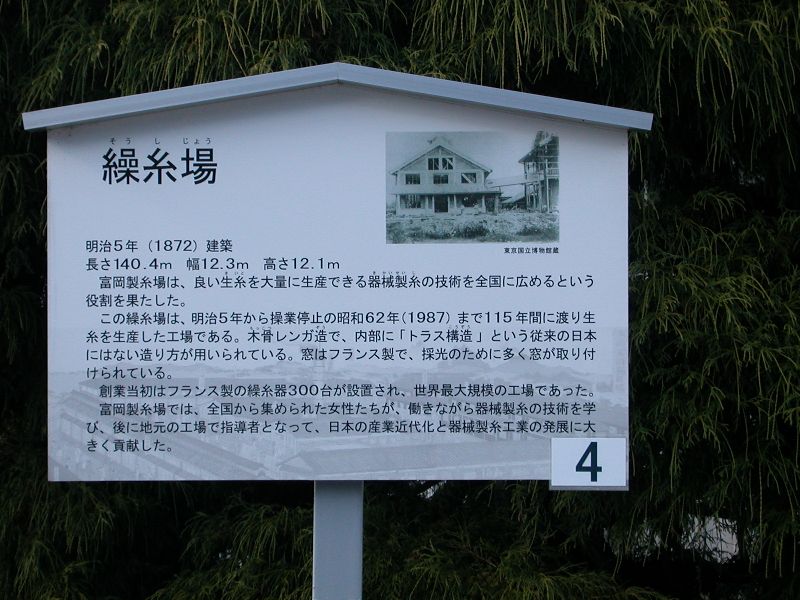 そうしじょう
繰糸場
東京国立博物館蔵
明治5年（1872）建築
長さ140.4m　幅12.3m　高さ12.1m
富岡製糸場は、良い生糸を大量に生産できる器械製糸の技術を全国に広めるという
役割を果たした。
この繰糸場は、明治5年から操業停止の昭和62年（1987）まで115年間に渡り生
糸を生産した工場である。木骨レンガ造で、内部に「トラス構造」という従来の日本
にはない造り方が用いられている。窓はフランス製で、採光のために多く窓が取り付
けられている。
創業当初はフランス製の繰糸器300台が設置され、世界最大規模の工場であった。
富岡製糸場では、全国から集められた女性たちが、働きながら器械製糸の技術を学
び、後に地元の工場で指導者となって、日本の産業近代化と器械製糸工業の発展に大
きく貢献した。
4